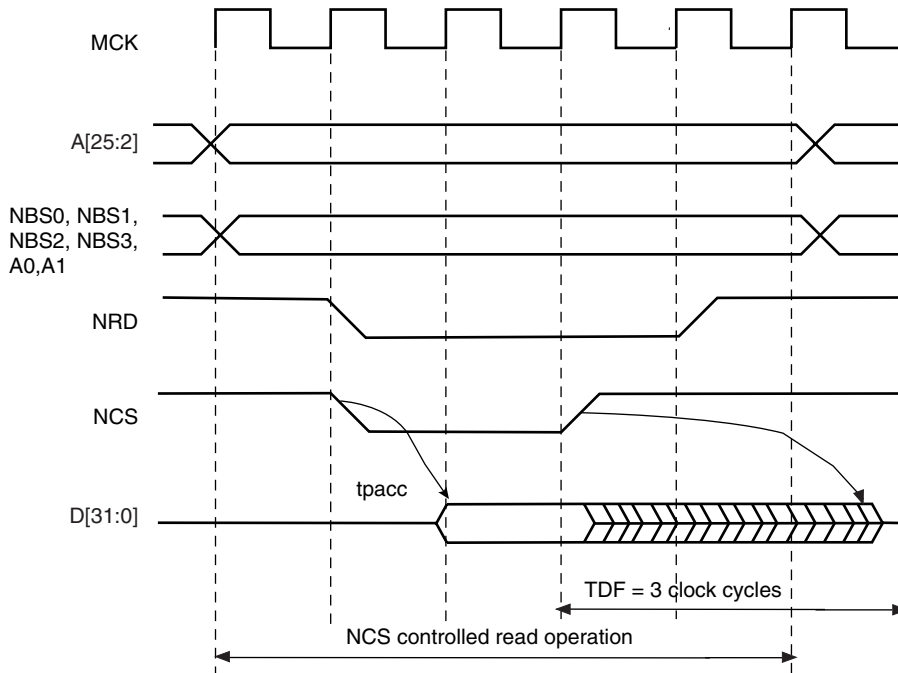 MCK
A[25:2]
NBS0, NBS1,
NBS2, NBS3,
A0,A1
NRD
NCS
tpacc
D[31:0]
TDF = 3 clock cycles
NCS controlled read operation